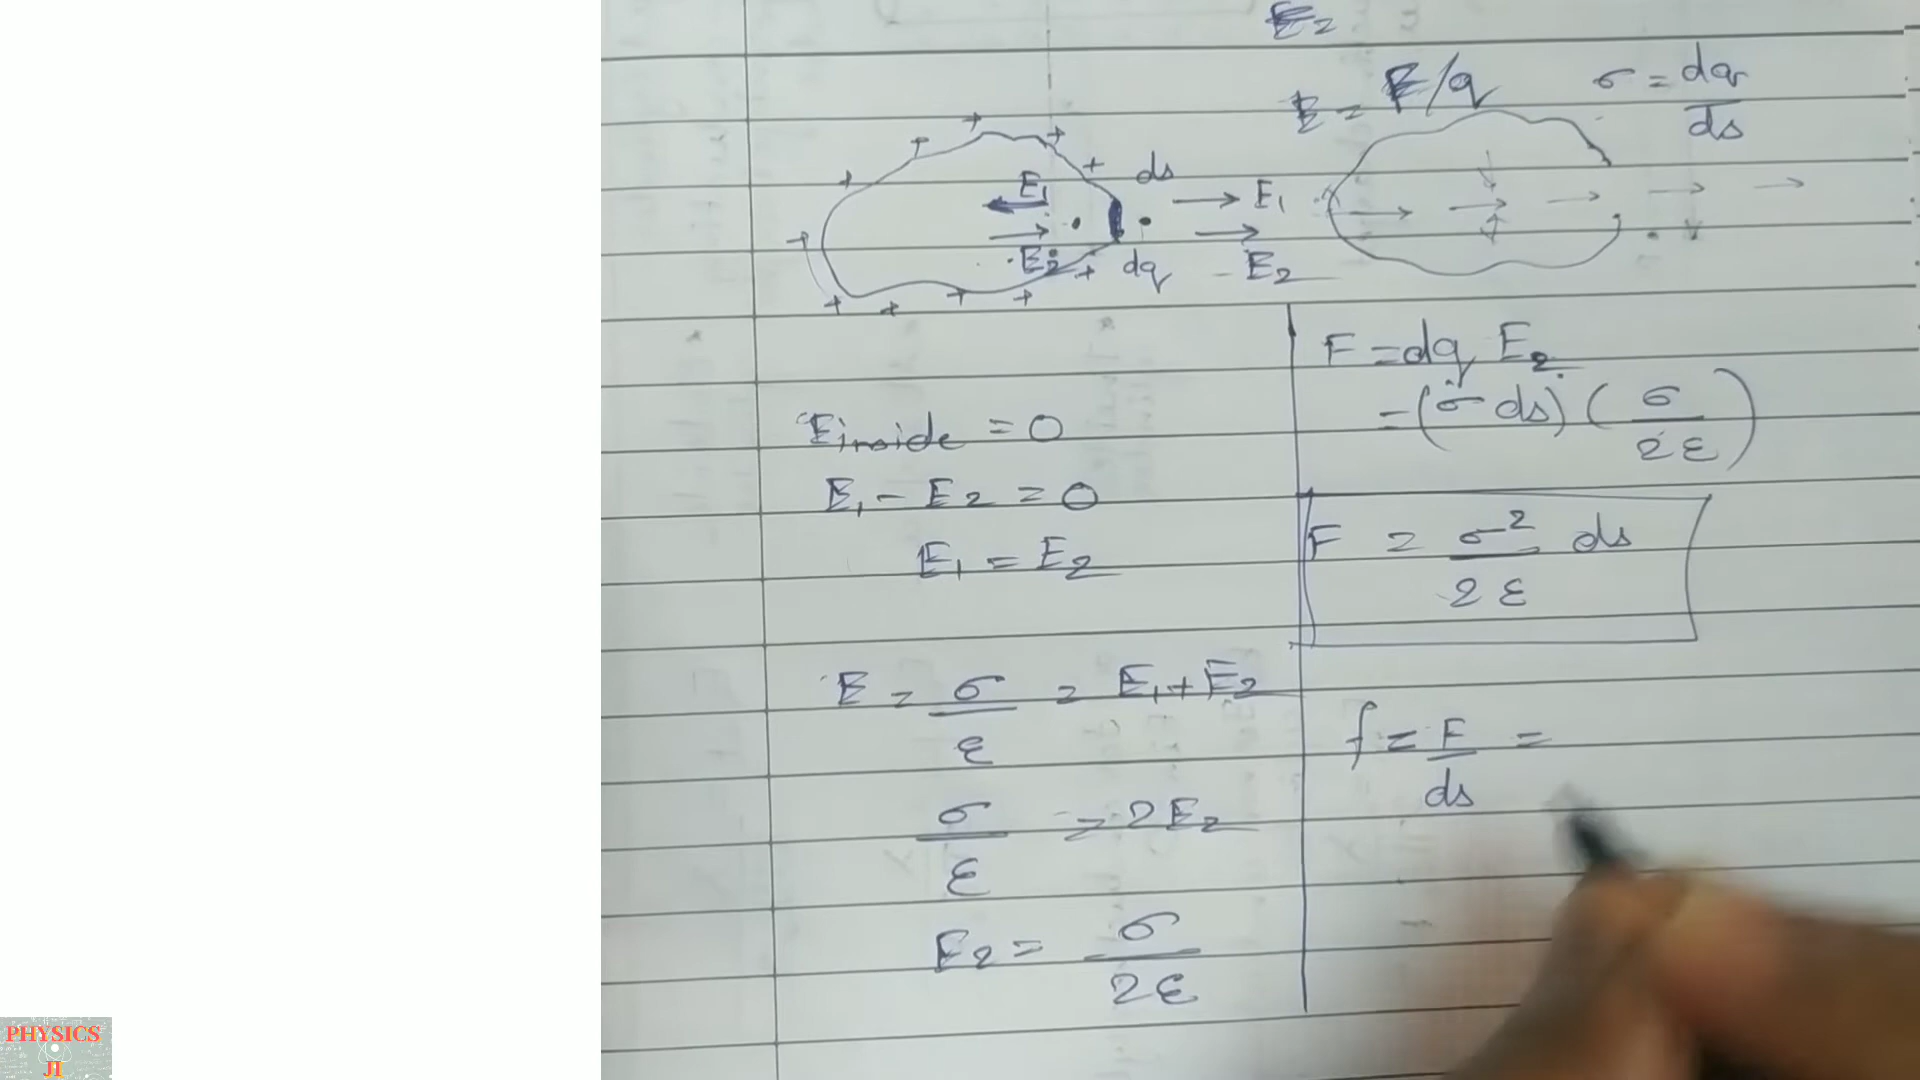 E2
E = F/q σ = dq/ds
+ + + + +
ds
E1 E1
+
E2 + dq E2
+ + + +
F = dq E2
= (σ ds) (σ/2ε)
Einside = 0
E1 - E2 = 0
E1 = E2
F = σ²/2ε ds
E = σ/ε = E1 + E2
f = F/ds =
σ/ε = 2E2
E2 = σ/2ε
PHYSICS
JI